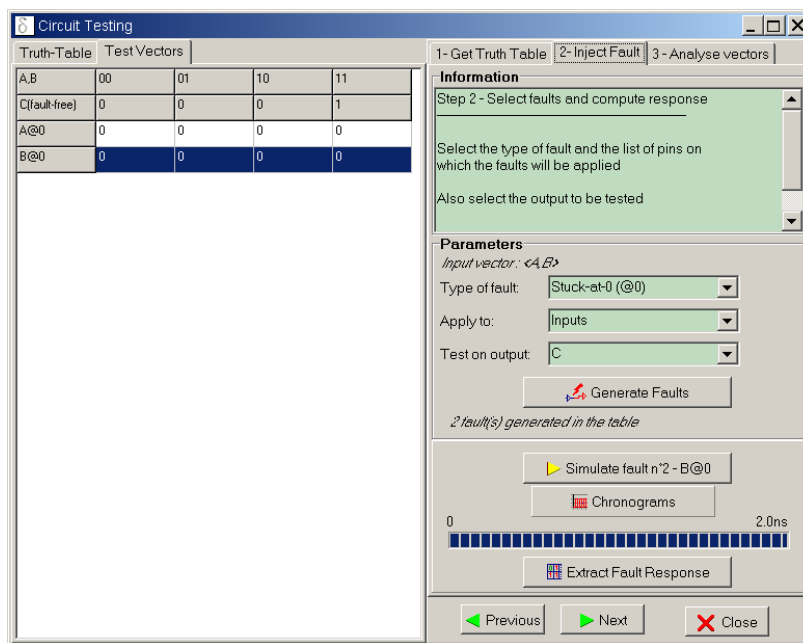 Circuit Testing
Truth-Table Test Vectors
A,B 00 01 10 11
C(fault-free) 0 0 0 1
A@0 0 0 0 0
B@0 0 0 0 0
1- Get Truth Table 2- Inject Fault 3 - Analyse vectors
Information
Step 2 - Select faults and compute response
Select the type of fault and the list of pins on
which the faults will be applied
Also select the output to be tested
Parameters
Input vector : <A,B>
Type of fault: Stuck-at-0 (@0)
Apply to: Inputs
Test on output: C
Generate Faults
2 fault(s) generated in the table
Simulate fault n°2 - B@0
Chronograms
0 2.0ns
Extract Fault Response
Previous Next Close